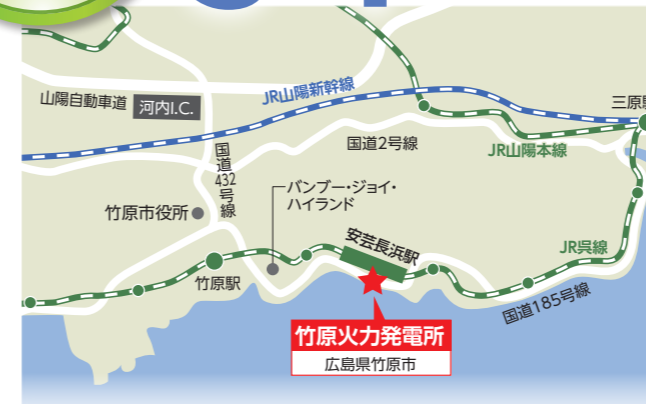 JR山陽新幹線
山陽自動車道
河内I.C.
三原駅
国道2号線
JR山陽本線
国道
432
号線
バンブー・ジョイ・
ハイランド
竹原市役所
安芸長浜駅
JR呉線
竹原駅
国道185号線
竹原火力発電所
広島県竹原市